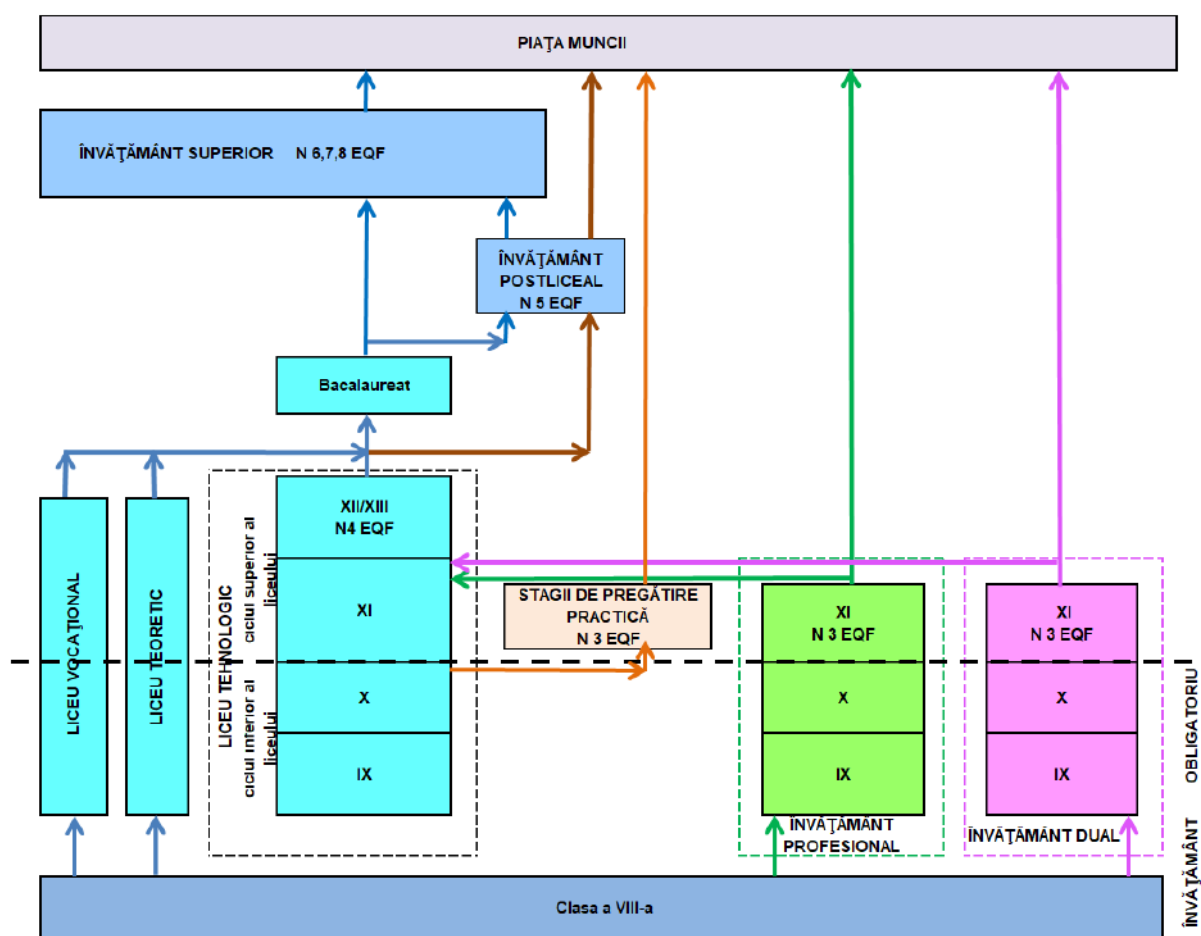 PIAŢA MUNCII
ÎNVĂŢĂMÂNT SUPERIOR N 6,7,8 EQF
ÎNVĂŢĂMÂNT
POSTLICEAL
N 5 EQF
Bacalaureat
LICEU VOCAŢIONAL
LICEU TEORETIC
LICEU TEHNOLOGIC
ciclul superior al
liceului
ciclul inferior al
liceului
XII/XIII
N4 EQF
XI
X
IX
STAGII DE PREGĂTIRE
PRACTICĂ
N 3 EQF
XI
N 3 EQF
X
IX
ÎNVĂŢĂMÂNT
PROFESIONAL
XI
N 3 EQF
X
IX
ÎNVĂŢĂMÂNT DUAL
ÎNVĂŢĂMÂNT OBLIGATORIU
Clasa a VIII-a